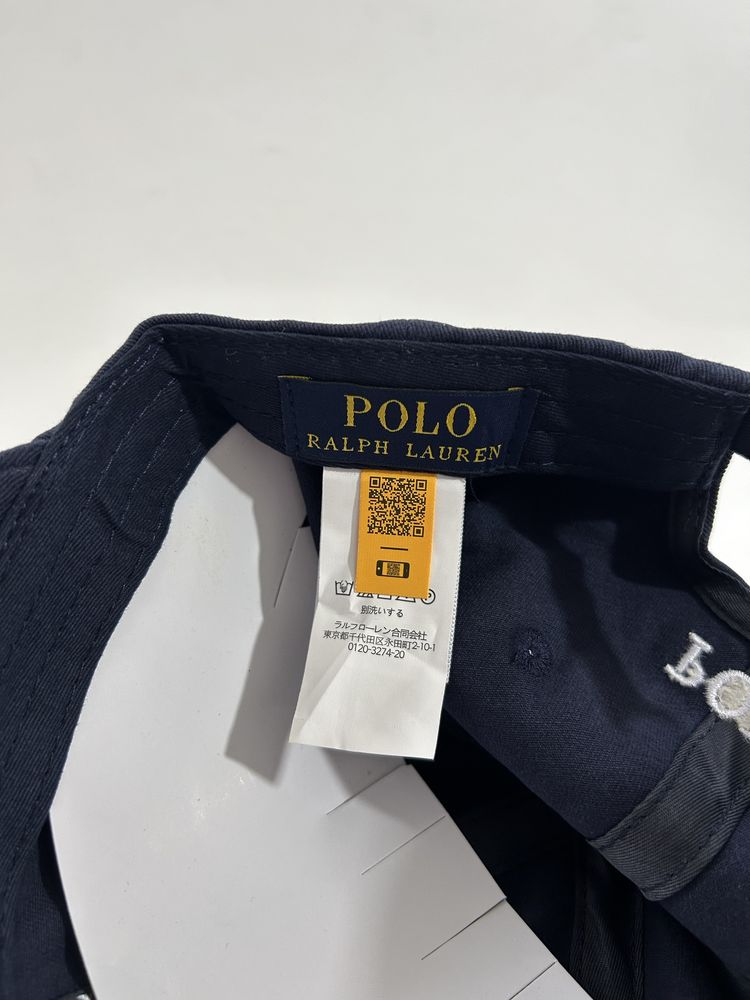 POLO
RALPH LAUREN
別洗いする
ラルフローレン合同会社
東京都千代田区永田町2-10-1
0120-3274-20